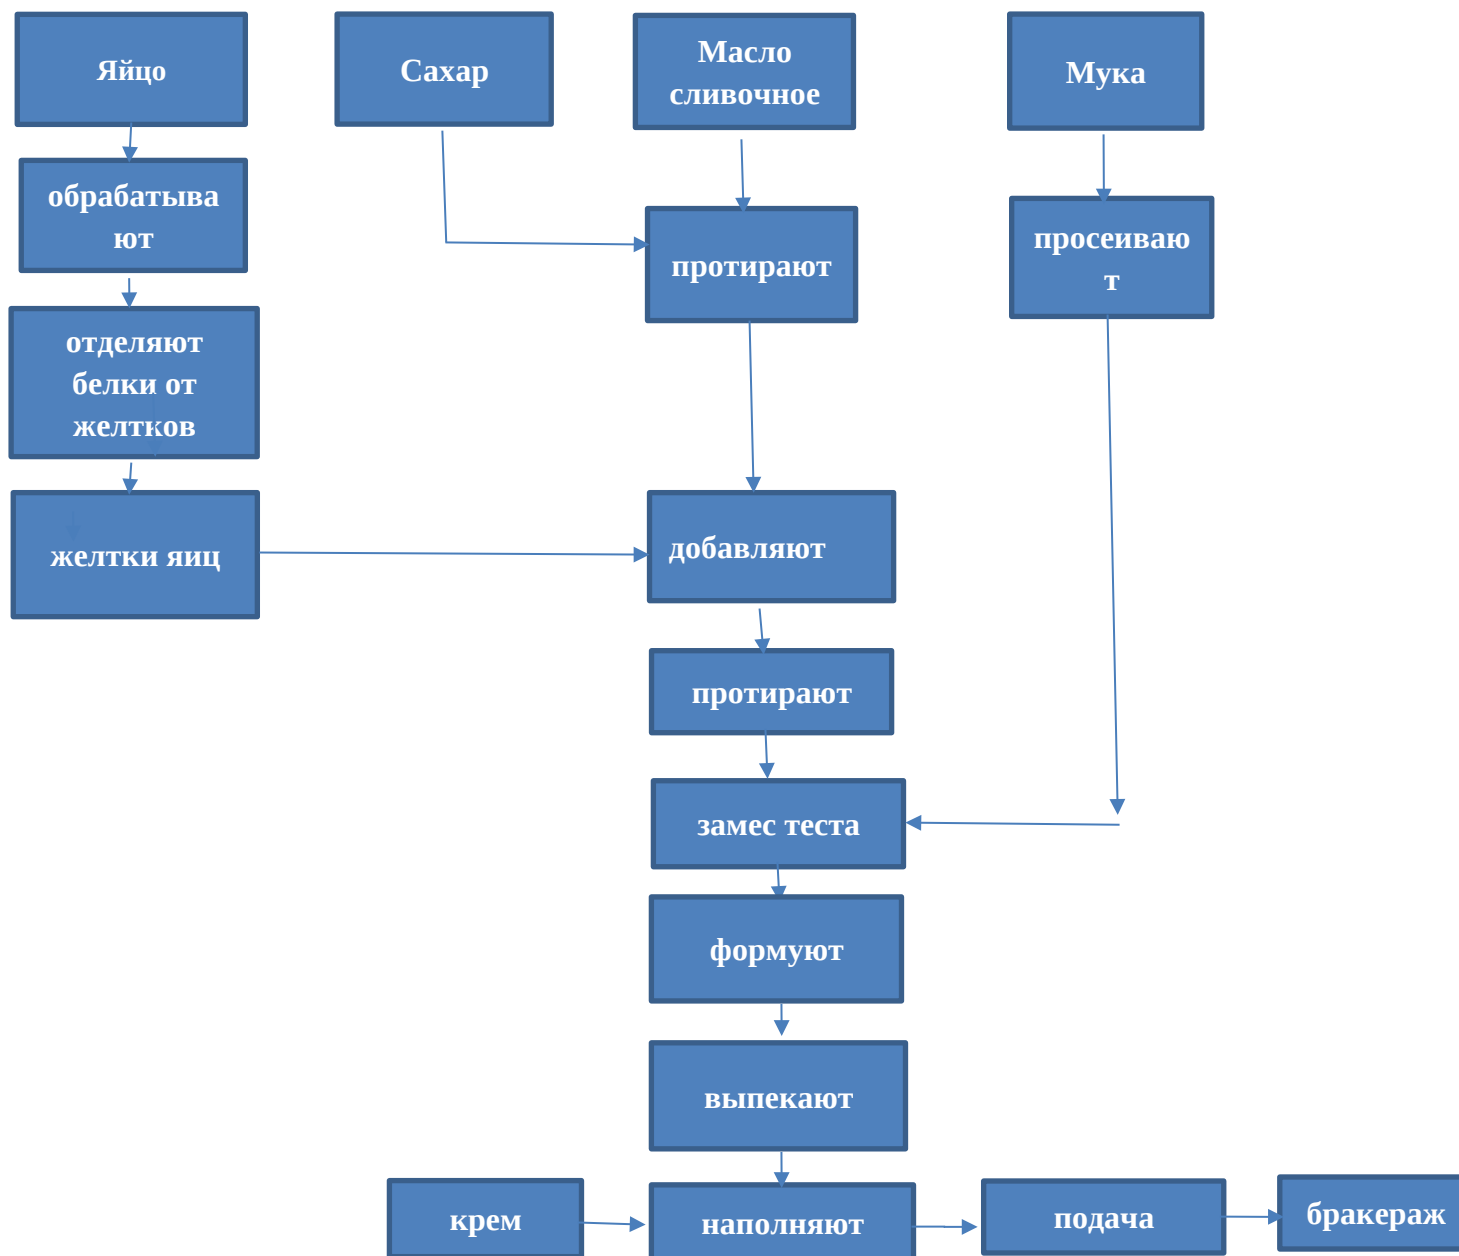 Яйцо
Сахар
Масло
сливочное
Мука
обрабатыва
ют
протирают
просеиваю
т
отделяют
белки от
желтков
желтки яиц
добавляют
протирают
замес теста
формуют
выпекают
крем
наполняют
подача
бракераж